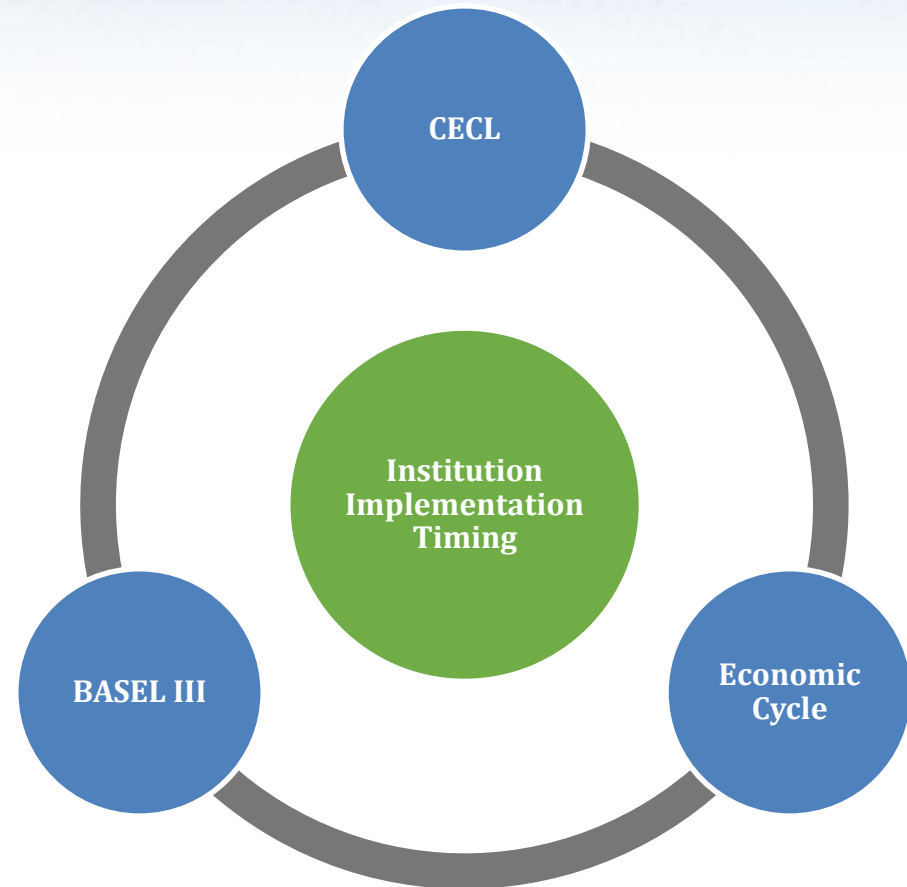 CECL
Institution
Implementation
Timing
BASEL III
Economic
Cycle